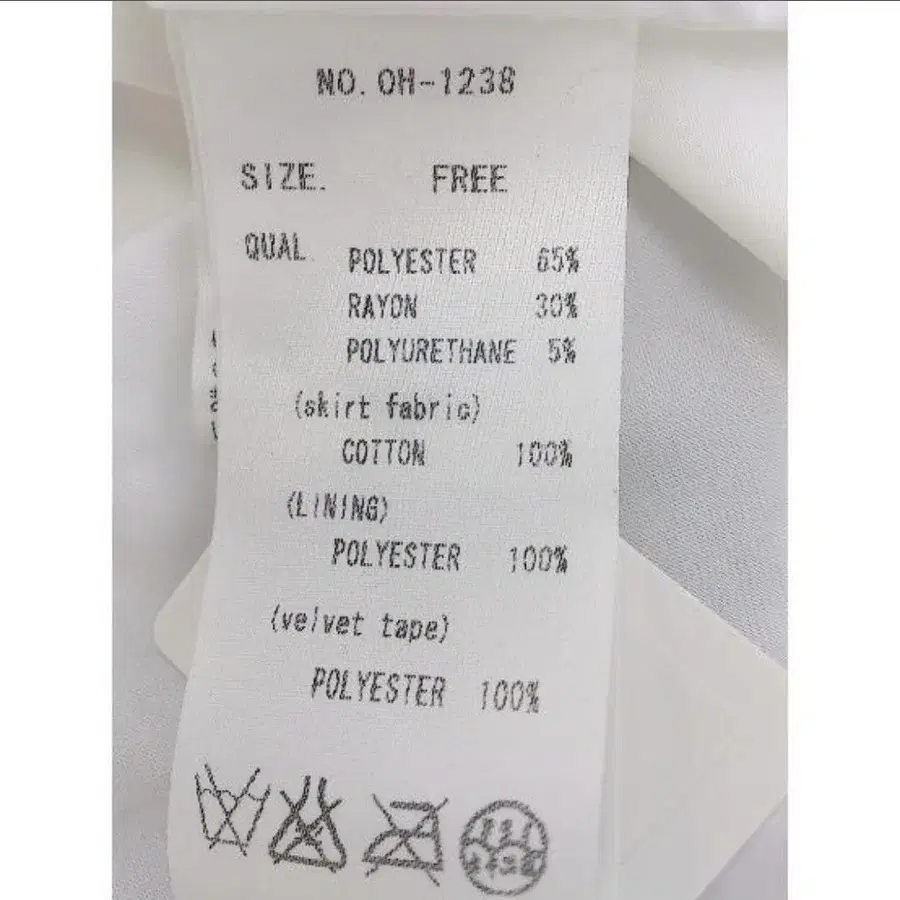 NO. OH-1238
SIZE. FREE
QUAL. POLYESTER 65%
RAYON 30%
POLYURETHANE 5%
(skirt fabric)
COTTON 100%
(LINING)
POLYESTER 100%
(velvet tape)
POLYESTER 100%